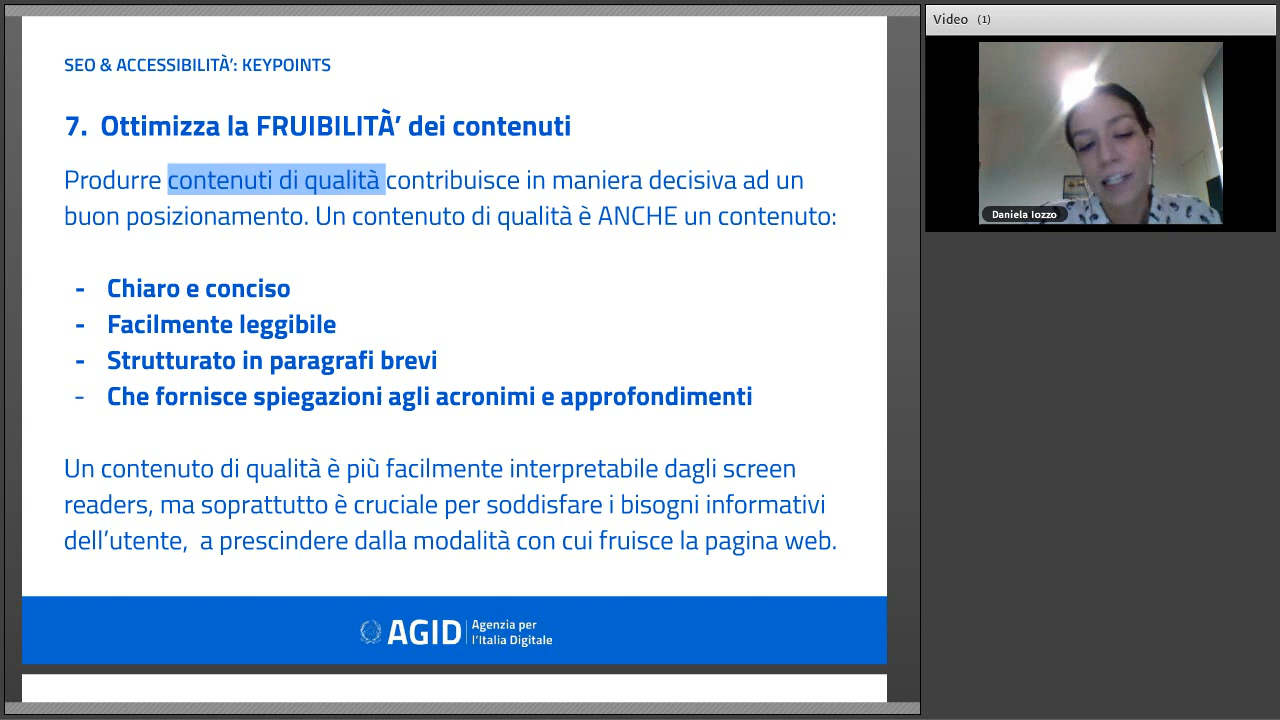 SEO & ACCESSIBILITÀ’: KEYPOINTS
7. Ottimizza la FRUIBILITÀ’ dei contenuti
Produrre contenuti di qualità contribuisce in maniera decisiva ad un
buon posizionamento. Un contenuto di qualità è ANCHE un contenuto:
- Chiaro e conciso
- Facilmente leggibile
- Strutturato in paragrafi brevi
- Che fornisce spiegazioni agli acronimi e approfondimenti
Un contenuto di qualità è più facilmente interpretabile dagli screen
readers, ma soprattutto è cruciale per soddisfare i bisogni informativi
dell’utente,  a prescindere dalla modalità con cui fruisce la pagina web.
AGID
Agenzia per
l’Italia Digitale
Video (1)
Daniela Iozzo